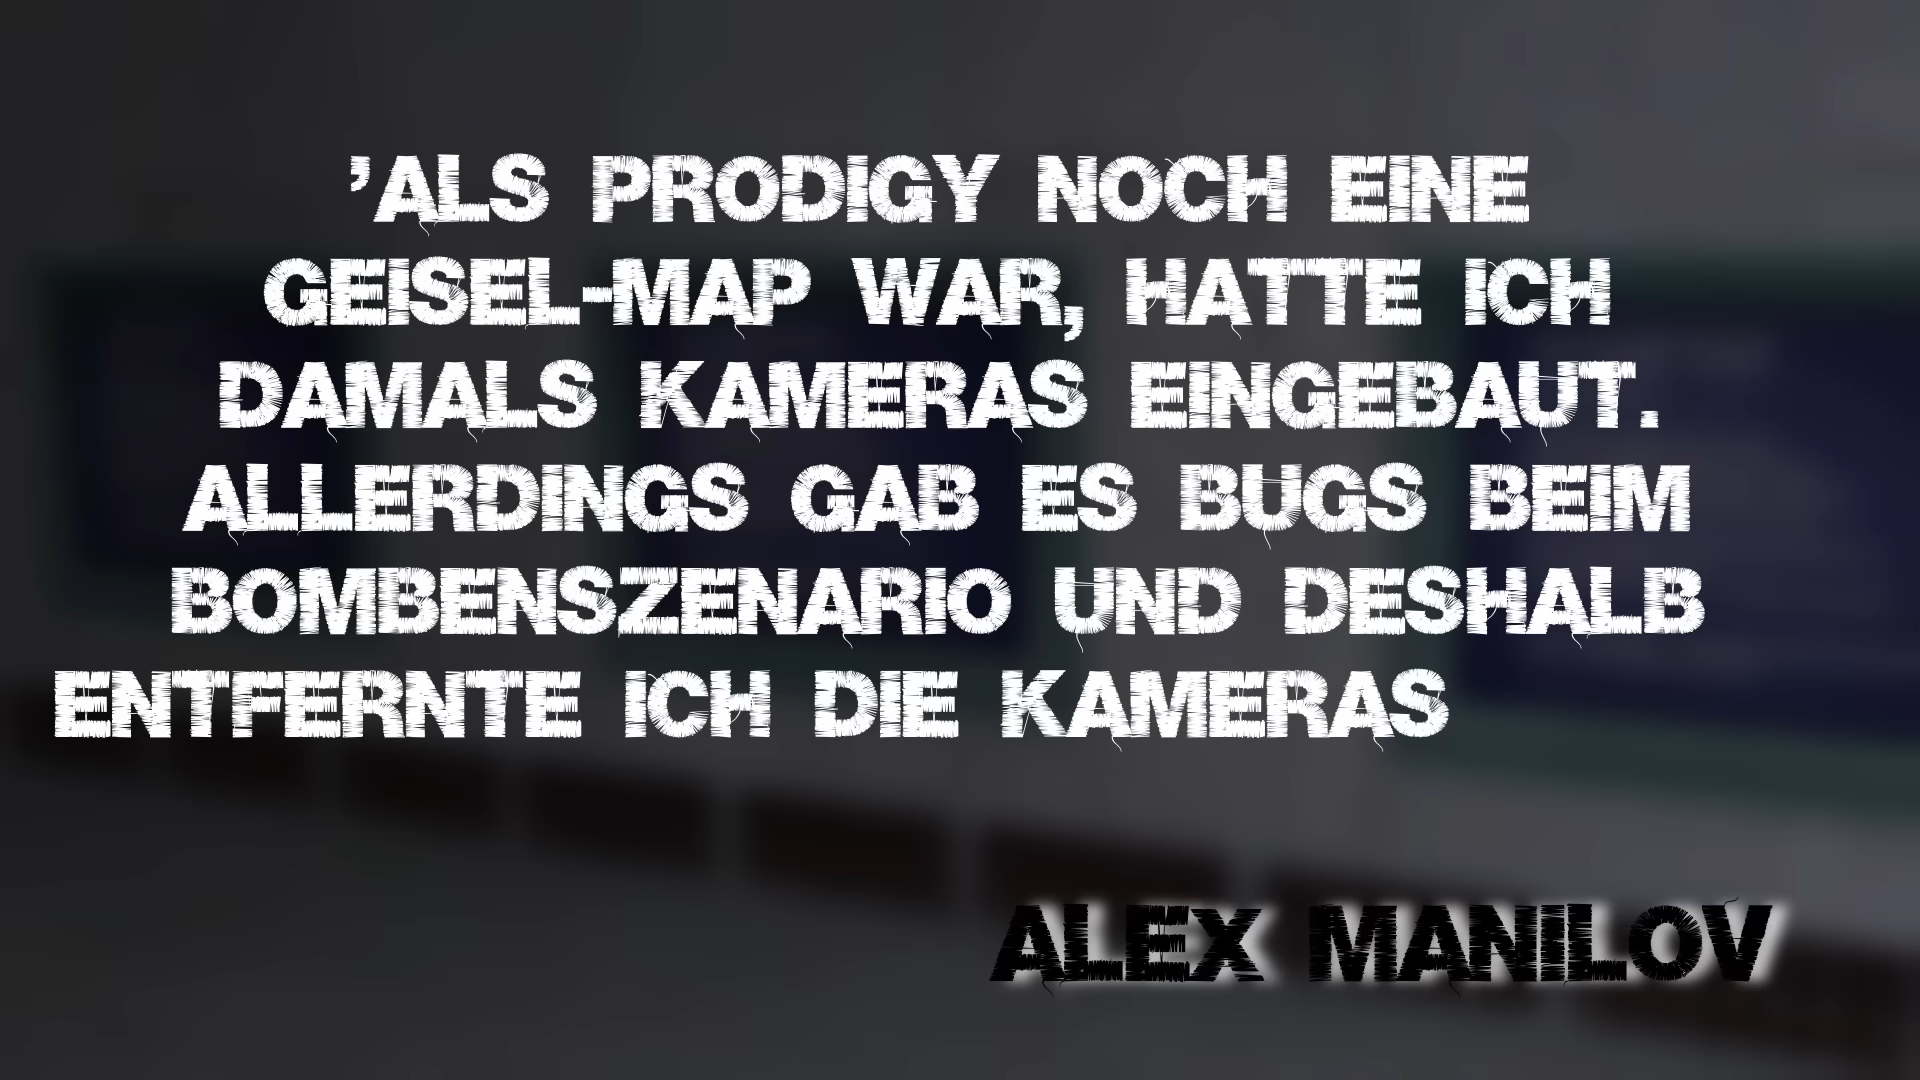 ’ALS PRODIGY NOCH EINE
GEISEL-MAP WAR, HATTE ICH
DAMALS KAMERAS EINGEBAUT.
ALLERDINGS GAB ES BUGS BEIM
BOMBENSZENARIO UND DESHALB
ENTFERNTE ICH DIE KAMERAS
ALEX MANILOV